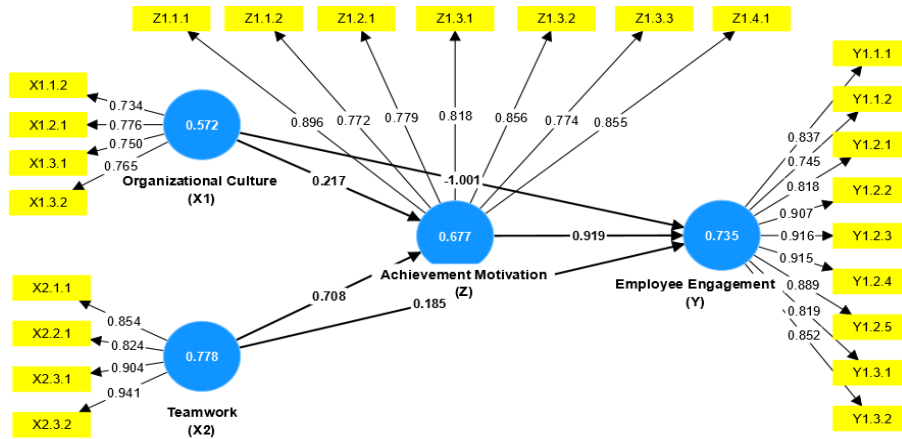 Z1.1.1 Z1.1.2 Z1.2.1 Z1.3.1 Z1.3.2 Z1.3.3 Z1.4.1
Y1.1.1
X1.1.2
0.734
Y1.1.2
X1.2.1
0.776
0.572
0.896 0.772 0.779 0.818 0.856 0.774 0.855
0.837
0.745
Y1.2.1
X1.3.1
0.750
0.765
0.818
X1.3.2
Organizational Culture
(X1)
0.217
-1.001
Y1.2.2
0.907
0.677
0.919
0.735
0.916
Y1.2.3
0.915
Achievement Motivation
(Z)
Employee Engagement
(Y)
0.889
Y1.2.4
X2.1.1
0.708
0.185
0.819
0.854
0.852
Y1.2.5
X2.2.1
0.824
0.778
X2.3.1
0.904
Y1.3.1
0.941
X2.3.2
Teamwork
(X2)
Y1.3.2